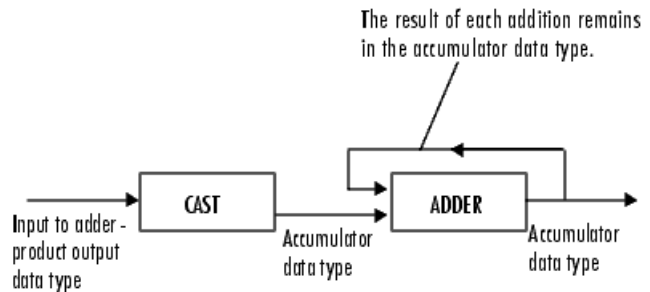 The result of each addition remains
in the accumulator data type.
CAST
ADDER
Input to adder -
product output
data type
Accumulator
data type
Accumulator
data type